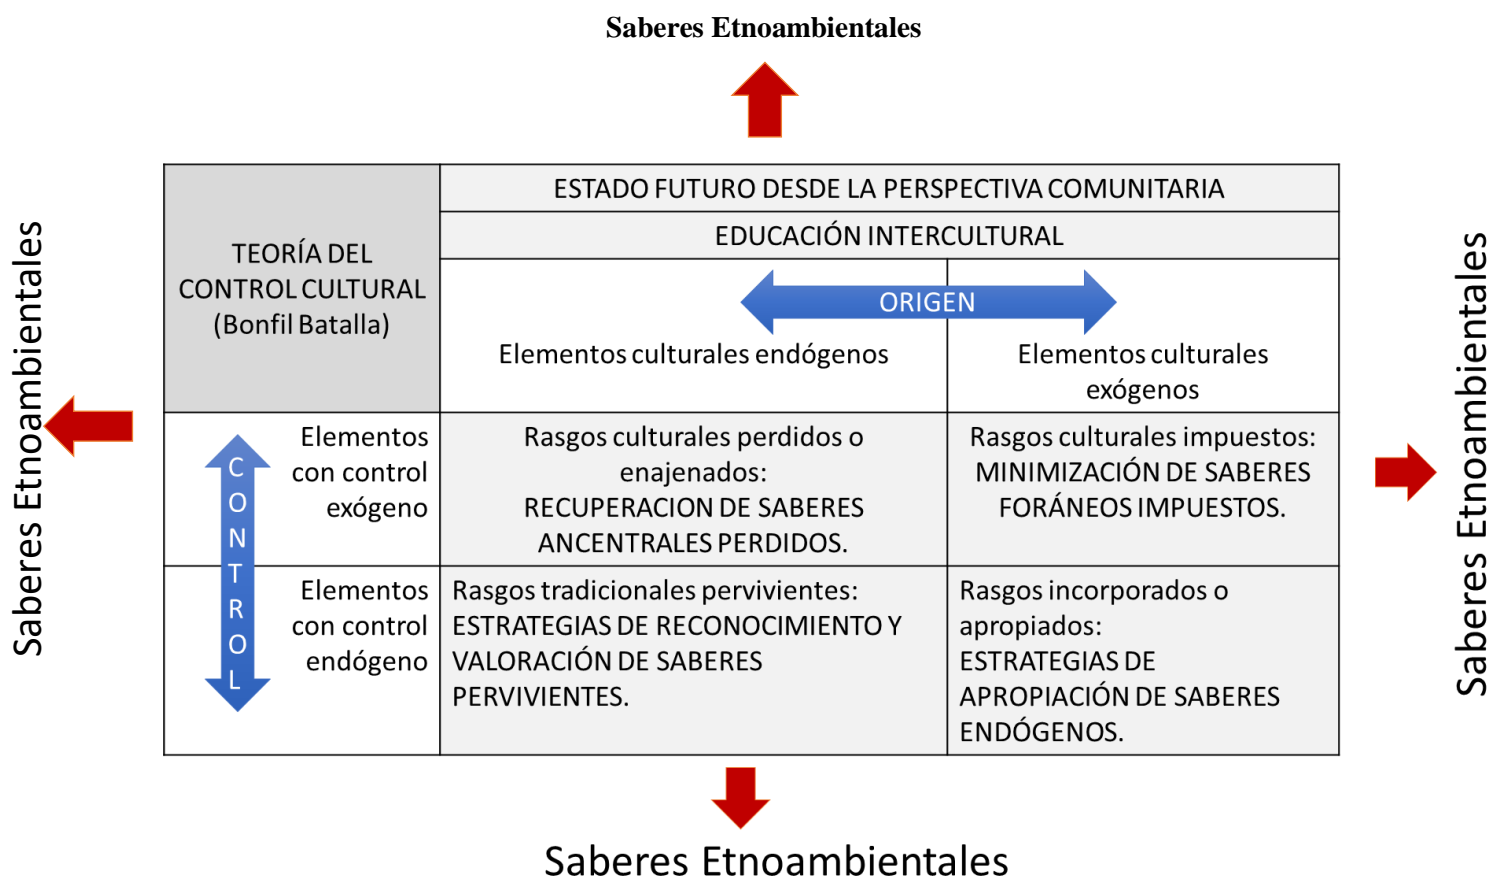 Saberes Etnoambientales
Saberes Etnoambientales
TEORÍA DEL
CONTROL CULTURAL
(Bonfil Batalla)
ESTADO FUTURO DESDE LA PERSPECTIVA COMUNITARIA
EDUCACIÓN INTERCULTURAL
ORIGEN
Elementos culturales endógenos
Elementos culturales
exógenos
CONTROL
Elementos
con control
exógeno
Rasgos culturales perdidos o
enajenados:
RECUPERACION DE SABERES
ANCENTRALES PERDIDOS.
Rasgos culturales impuestos:
MINIMIZACIÓN DE SABERES
FORÁNEOS IMPUESTOS.
Elementos
con control
endógeno
Rasgos tradicionales pervivientes:
ESTRATEGIAS DE RECONOCIMIENTO Y
VALORACIÓN DE SABERES
PERVIVIENTES.
Rasgos incorporados o
apropiados:
ESTRATEGIAS DE
APROPIACIÓN DE SABERES
ENDÓGENOS.
Saberes Etnoambientales
Saberes Etnoambientales